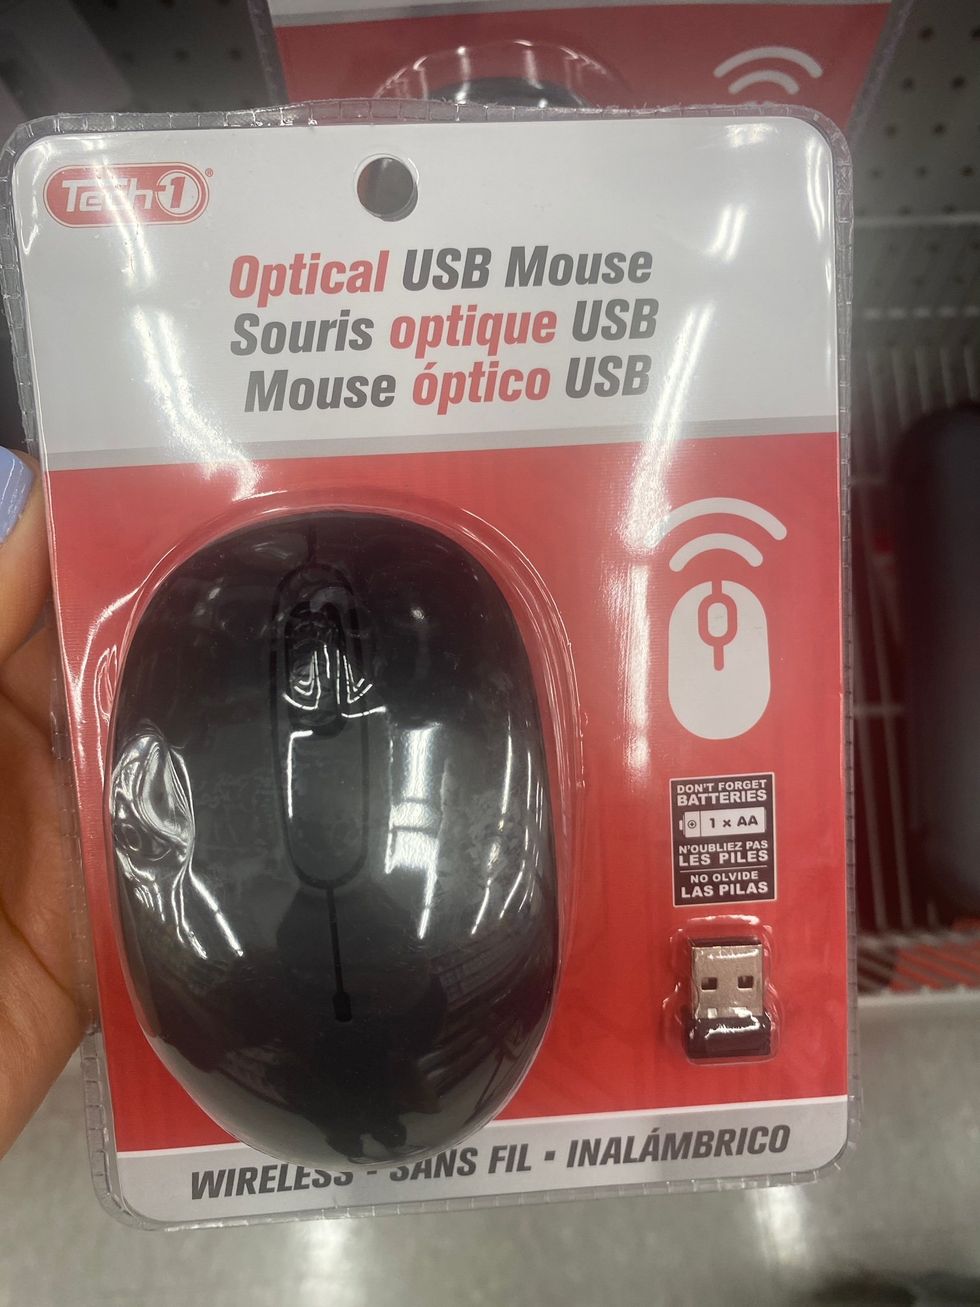 TeCh-1®
Optical USB Mouse
Souris optique USB
Mouse óptico USB
DON'T FORGET
BATTERIES
1 x AA
N'OUBLIEZ PAS
LES PILES
NO OLVIDE
LAS PILAS
WIRELESS - SANS FIL ▪ INALÁMBRICO